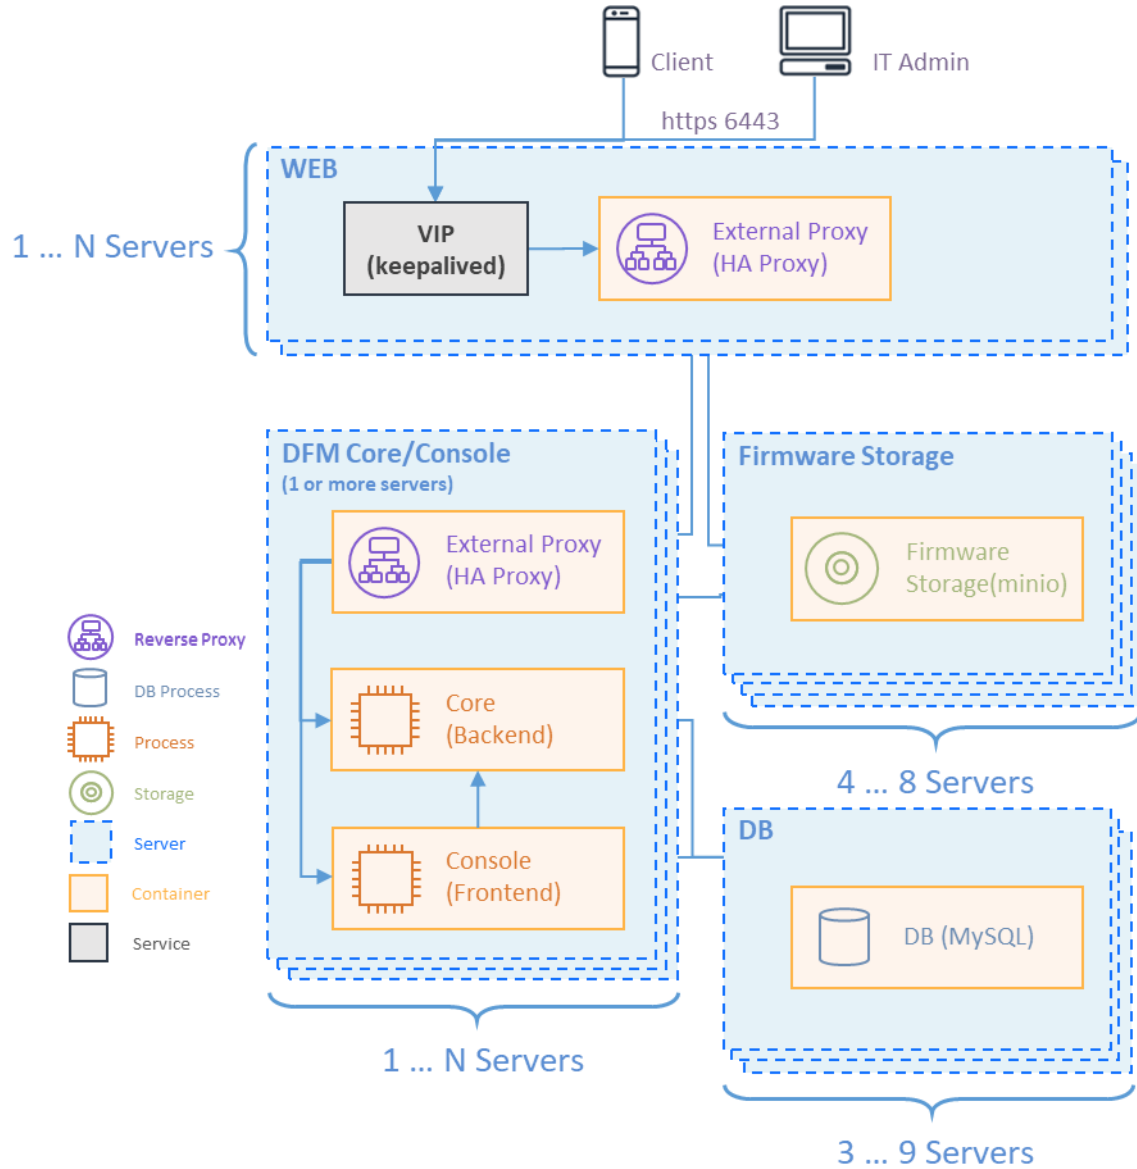 Client
IT Admin
https 6443
WEB
1 ... N Servers
VIP
(keepalived)
External Proxy
(HA Proxy)
DFM Core/Console
(1 or more servers)
External Proxy
(HA Proxy)
Core
(Backend)
Console
(Frontend)
1 ... N Servers
Firmware Storage
Firmware
Storage(minio)
4 ... 8 Servers
DB
DB (MySQL)
3 ... 9 Servers
Reverse Proxy
DB Process
Process
Storage
Server
Container
Service